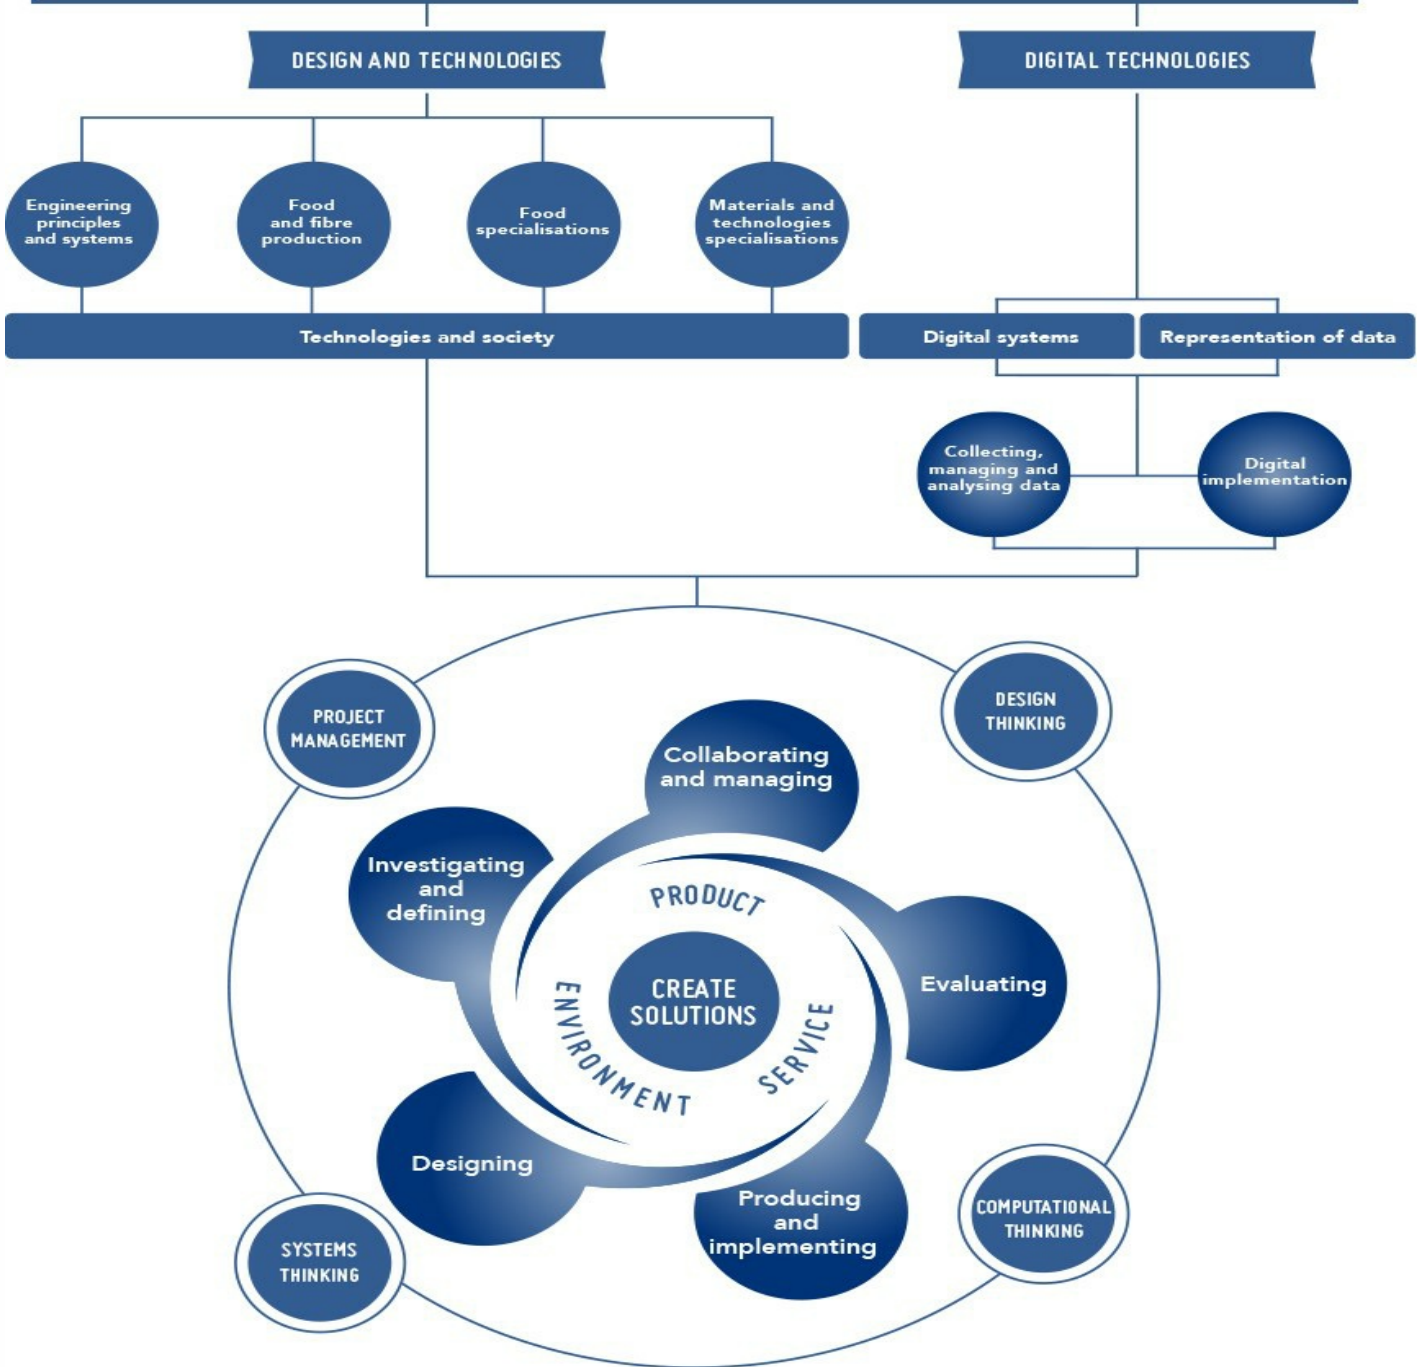 DESIGN AND TECHNOLOGIES
DIGITAL TECHNOLOGIES
Engineering
principles
and systems
Food
and fibre
production
Food
specialisations
Materials and
technologies
specialisations
Technologies and society
Digital systems
Representation of data
Collecting,
managing and
analysing data
Digital
implementation
PROJECT
MANAGEMENT
DESIGN
THINKING
Collaborating
and managing
Investigating
and
defining
PRODUCT
Evaluating
CREATE
SOLUTIONS
ENVIRONMENT
SERVICE
Designing
Producing
and
implementing
COMPUTATIONAL
THINKING
SYSTEMS
THINKING